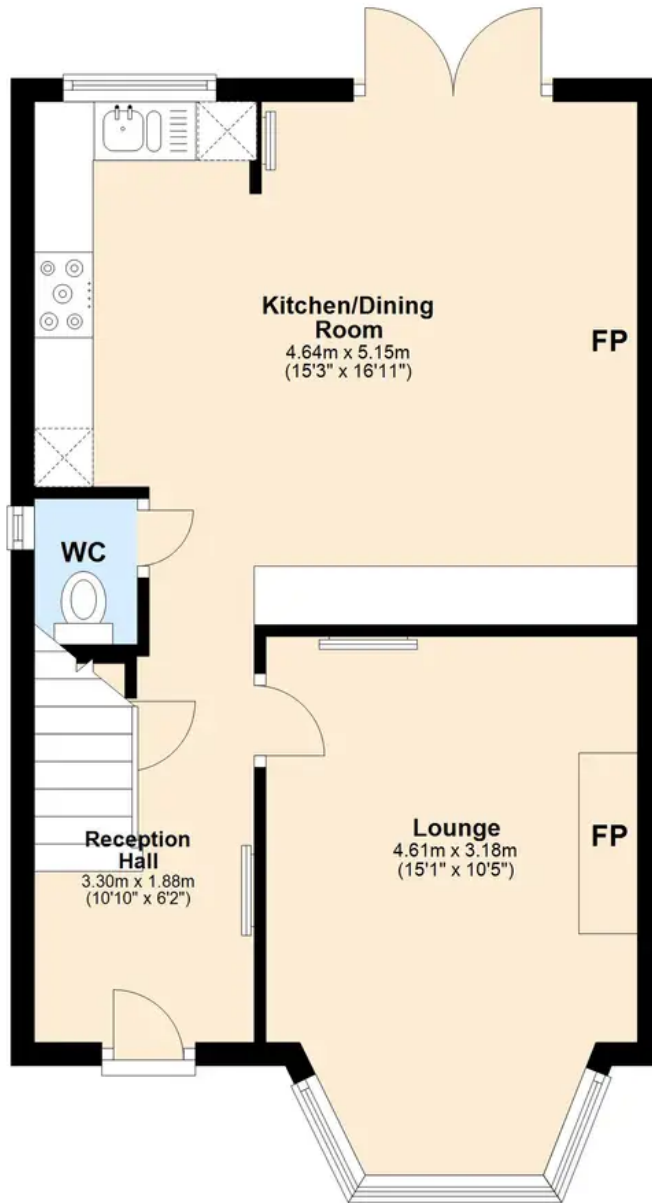 Kitchen/Dining
Room
4.64m x 5.15m
(15'3" x 16'11")
FP
WC
Reception
Hall
3.30m x 1.88m
(10'10" x 6'2")
Lounge
4.61m x 3.18m
(15'1" x 10'5")
FP